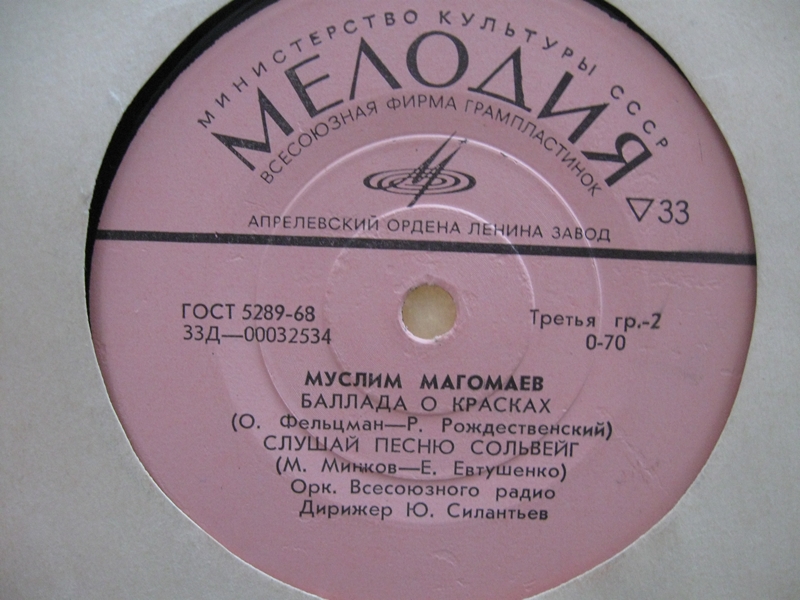 МИНИСТЕРСТВО КУЛЬТУРЫ СССР
МЕЛОДИЯ
ВСЕСОЮЗНАЯ ФИРМА ГРАМПЛАСТИНОК
▽33
АПРЕЛЕВСКИЙ ОРДЕНА ЛЕНИНА ЗАВОД
ГОСТ 5289-68
33Д—00032534
Третья гр.-2
0-70
МУСЛИМ МАГОМАЕВ
БАЛЛАДА О КРАСКАХ
(О. Фельцман—Р. Рождественский)
СЛУШАЙ ПЕСНЮ СОЛЬВЕЙГ
(М. Минков—Е. Евтушенко)
Орк. Всесоюзного радио
Дирижер Ю. Силантьев